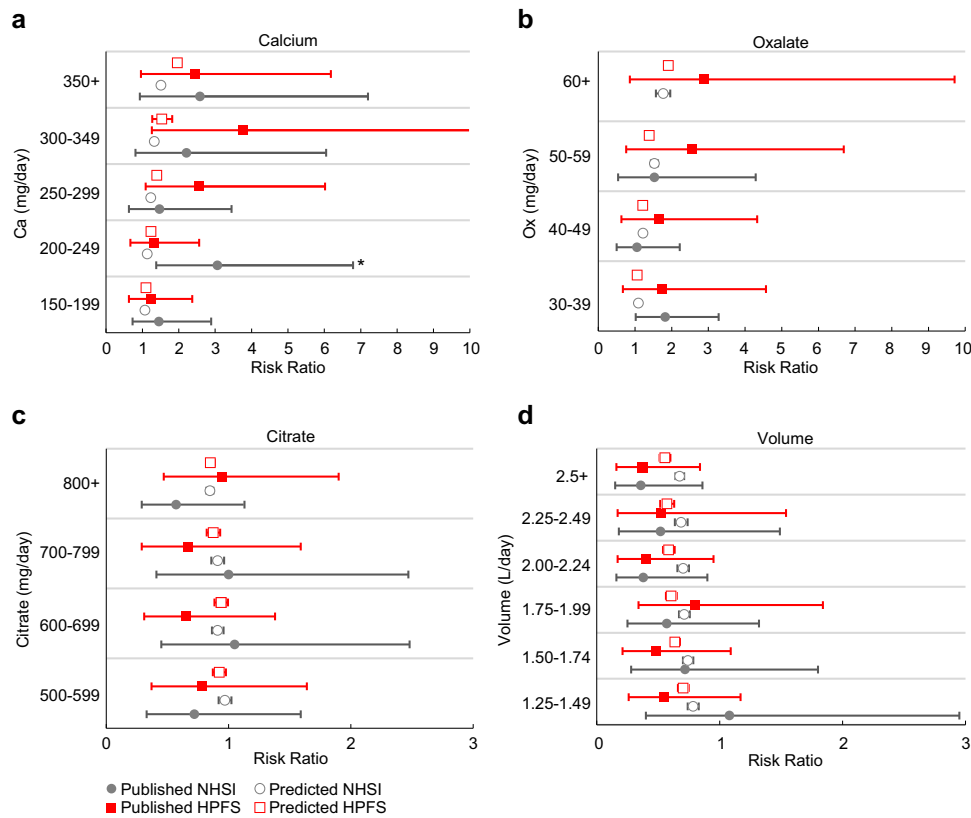 a
Calcium
350+
300-349
250-299
200-249
*
150-199
Ca (mg/day)
0 1 2 3 4 5 6 7 8 9 10
Risk Ratio
b
Oxalate
60+
50-59
40-49
30-39
Ox (mg/day)
0 1 2 3 4 5 6 7 8 9 10
Risk Ratio
c
Citrate
800+
700-799
600-699
500-599
Citrate (mg/day)
0 1 2 3
Risk Ratio
d
Volume
2.5+
2.25-2.49
2.00-2.24
1.75-1.99
1.50-1.74
1.25-1.49
Volume (L/day)
0 1 2 3
Risk Ratio
Published NHSI Predicted NHSI
Published HPFS Predicted HPFS